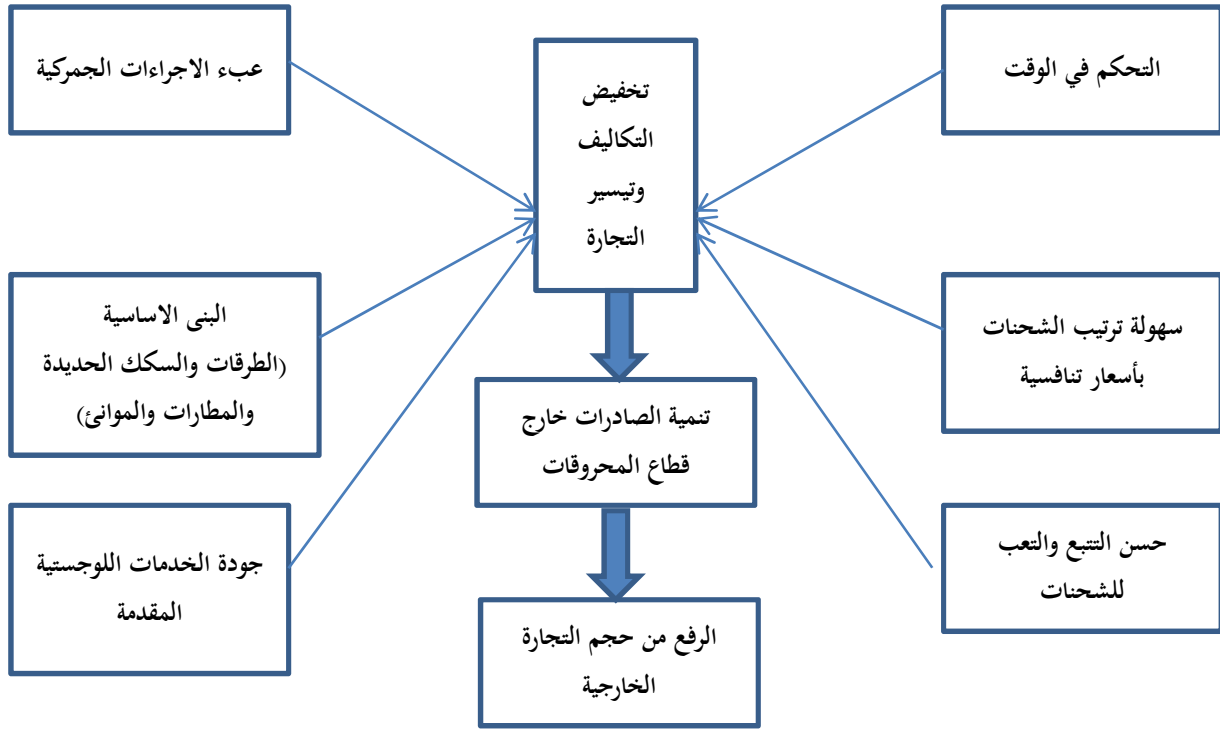 التحكم في الوقت
تخفيض
التكاليف
وتيسير
التجارة
عبء الاجراءات الجمركية
سهولة ترتيب الشحنات
بأسعار تنافسية
البنى الاساسية
(الطرقات والسكك الحديدة
والمطارات والموانئ)
تنمية الصادرات خارج
قطاع المحروقات
حسن التتبع والتعب
للشحنات
جودة الخدمات اللوجستية
المقدمة
الرفع من حجم التجارة
الخارجية